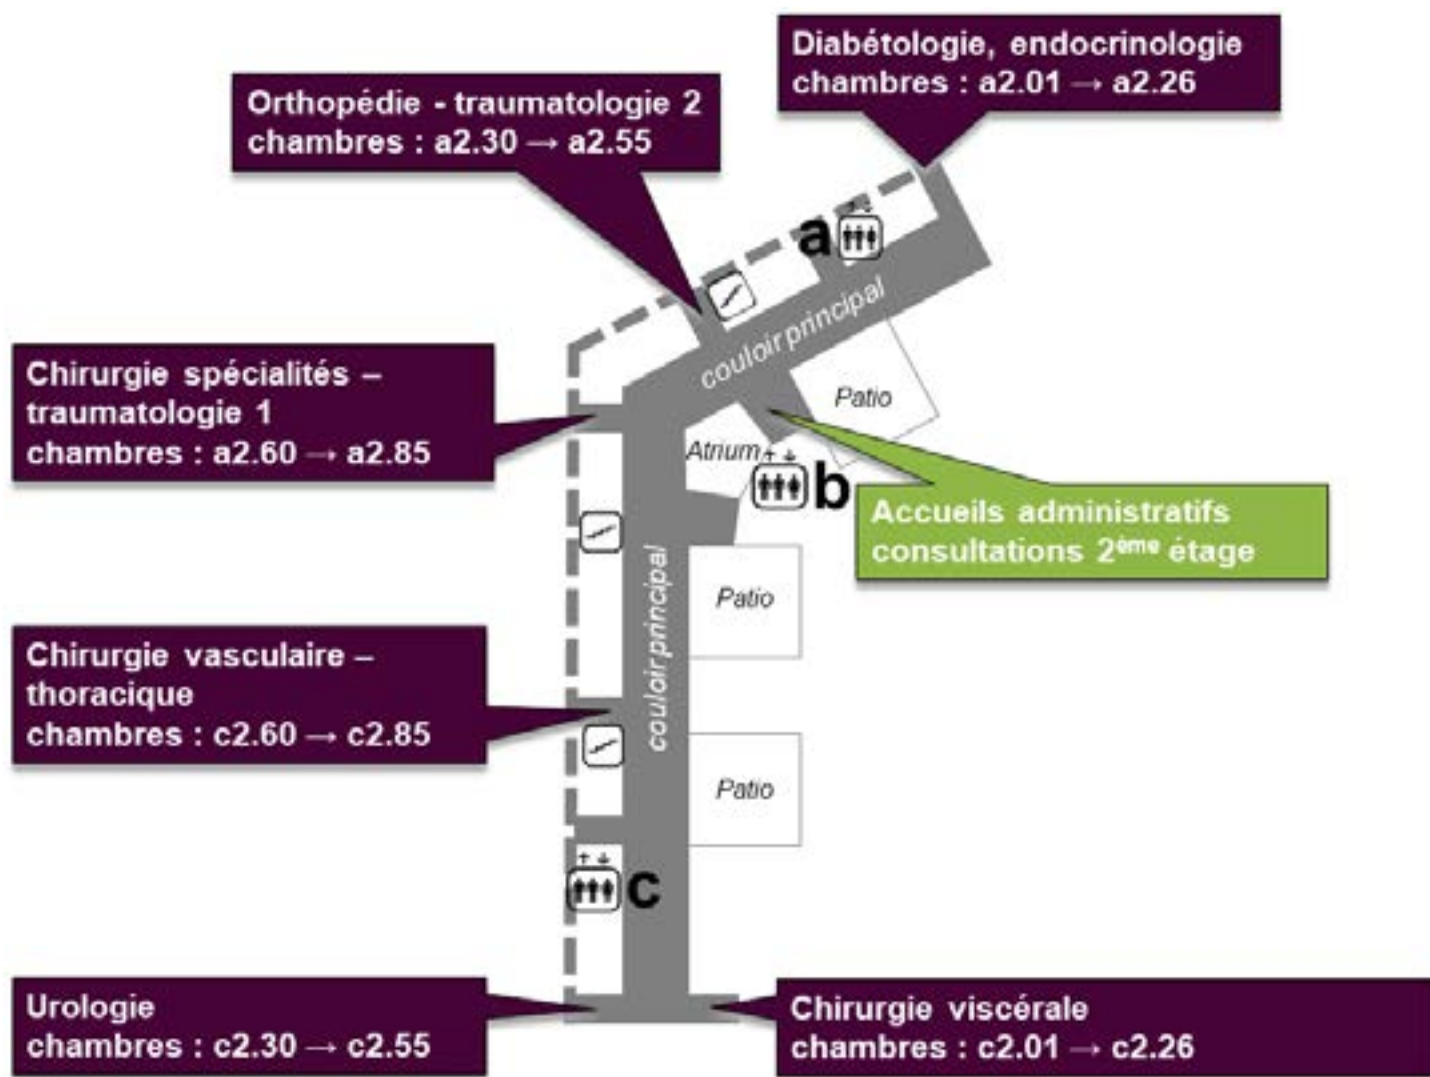 Diabétologie, endocrinologie
chambres : a2.01 → a2.26
Orthopédie - traumatologie 2
chambres : a2.30 → a2.55
a
couloir principal
Chirurgie spécialités –
traumatologie 1
chambres : a2.60 → a2.85
Patio
Atrium
b
Accueils administratifs
consultations 2ème étage
couloir principal
Patio
Chirurgie vasculaire –
thoracique
chambres : c2.60 → c2.85
Patio
c
Urologie
chambres : c2.30 → c2.55
Chirurgie viscérale
chambres : c2.01 → c2.26